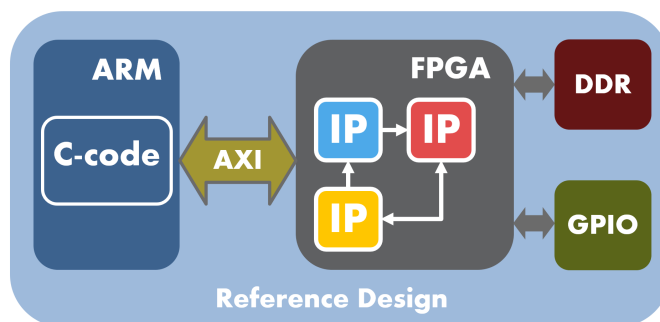 ARM
C-code
AXI
FPGA
IP
IP
IP
DDR
GPIO
Reference Design